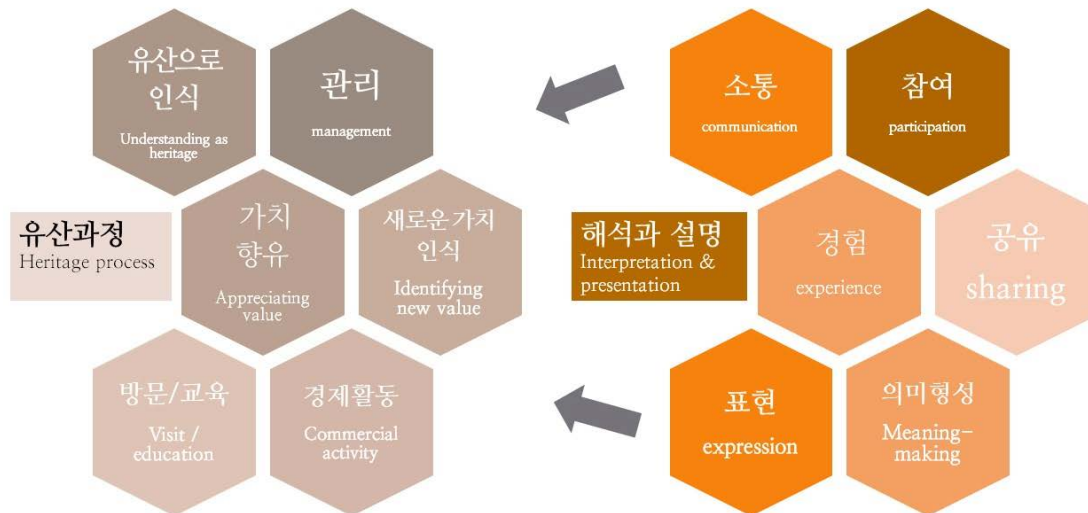 유산으로
인식
Understanding as
heritage
관리
management
유산과정
Heritage process
가치
향유
Appreciating
value
새로운 가치
인식
Identifying
new value
방문/교육
Visit /
education
경제활동
Commercial
activity
소통
communication
참여
participation
해석과 설명
Interpretation &
presentation
경험
experience
공유
sharing
표현
expression
의미형성
Meaning-
making